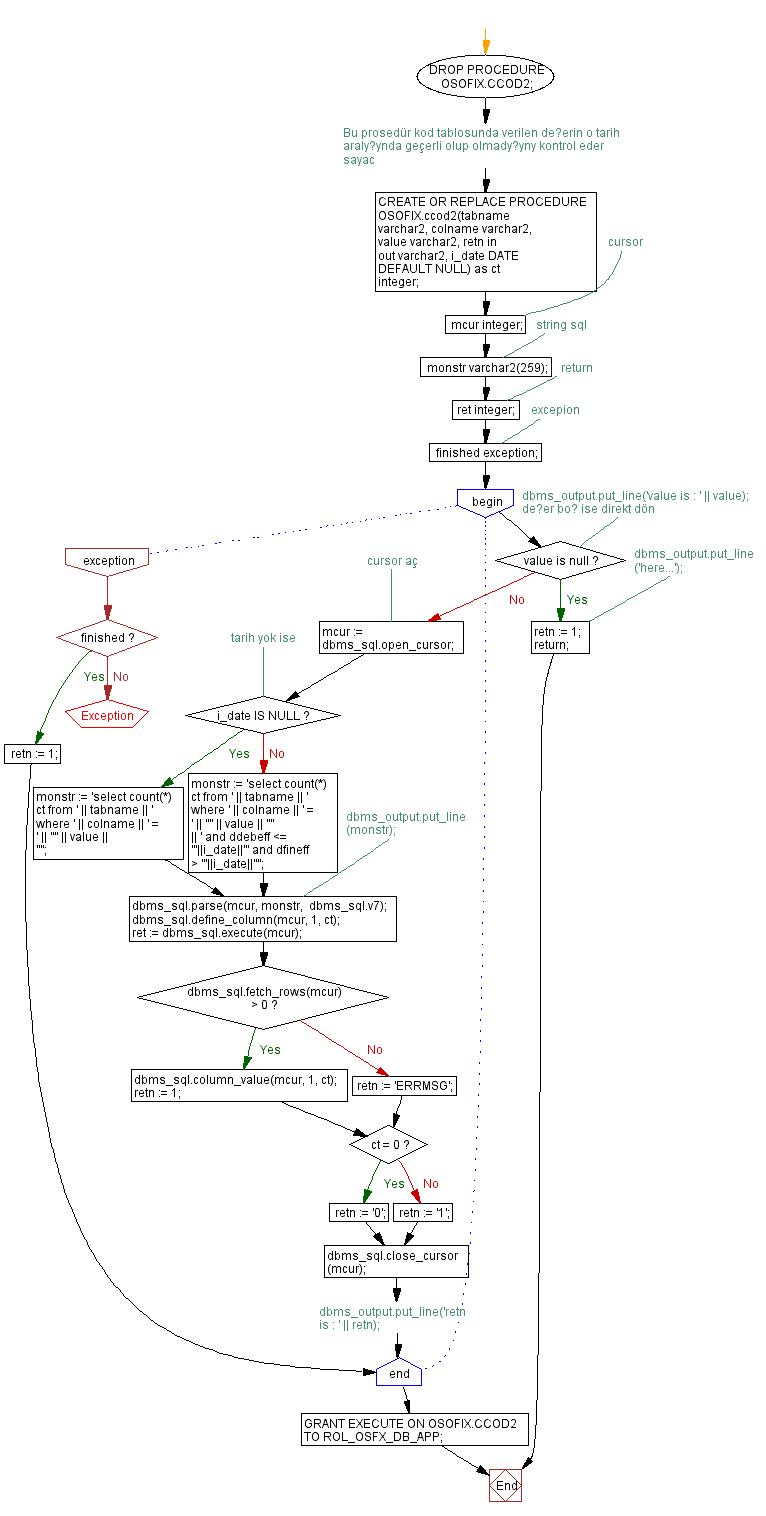 DROP PROCEDURE
OSOFIX.CCOD2;
Bu prosedür kod tablosunda verilen de?erin o tarih
araly?ynda geçerli olup olmady?yny kontrol eder
sayac
CREATE OR REPLACE PROCEDURE
OSOFIX.ccod2(tabname
varchar2, colname varchar2,
value varchar2, retn in
out varchar2, i_date DATE
DEFAULT NULL) as ct
integer;
cursor
mcur integer;
string sql
monstr varchar2(259);
return
ret integer;
excepion
finished exception;
begin
dbms_output.put_line('value is : ' || value);
de?er bo? ise direkt dön
exception
cursor aç
value is null ?
dbms_output.put_line
('here...');
No
Yes
finished ?
tarih yok ise
mcur :=
dbms_sql.open_cursor;
retn := 1;
return;
Yes
No
Exception
i_date IS NULL ?
retn := 1;
Yes
No
monstr := 'select count(*)
ct from ' || tabname || '
where ' || colname || ' =
' || '''' || value ||
'''';
monstr := 'select count(*)
ct from ' || tabname || '
where ' || colname || ' =
' || '''' || value || ''''
|| ' and ddebeff <=
'''||i_date||''' and dfineff
> '''||i_date||'''';
dbms_output.put_line
(monstr);
dbms_sql.parse(mcur, monstr,  dbms_sql.v7);
dbms_sql.define_column(mcur, 1, ct);
ret := dbms_sql.execute(mcur);
dbms_sql.fetch_rows(mcur)
> 0 ?
Yes
No
dbms_sql.column_value(mcur, 1, ct);
retn := 1;
retn := 'ERRMSG';
ct = 0 ?
Yes
No
retn := '0';
retn := '1';
dbms_sql.close_cursor
(mcur);
dbms_output.put_line('retn
is : ' || retn);
end
GRANT EXECUTE ON OSOFIX.CCOD2
TO ROL_OSFX_DB_APP;
End